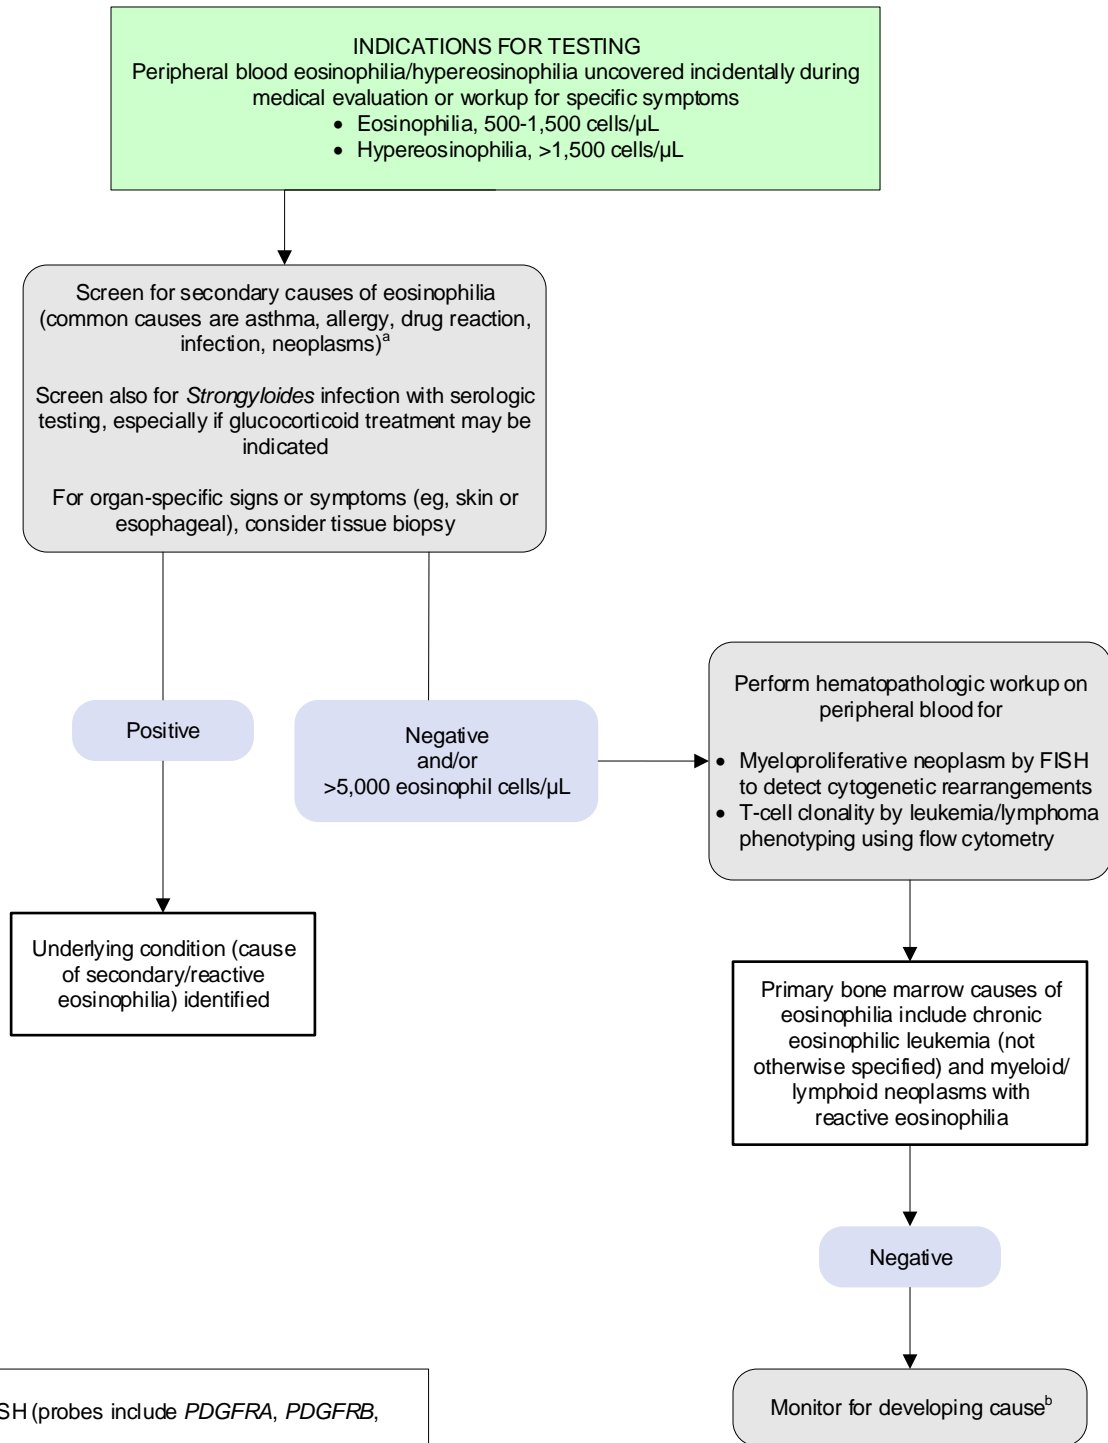 INDICATIONS FOR TESTING
Peripheral blood eosinophilia/hypereosinophilia uncovered incidentally during
medical evaluation or workup for specific symptoms
• Eosinophilia, 500-1,500 cells/µL
• Hypereosinophilia, >1,500 cells/µL
Screen for secondary causes of eosinophilia
(common causes are asthma, allergy, drug reaction,
infection, neoplasms)a
Screen also for Strongyloides infection with serologic
testing, especially if glucocorticoid treatment may be
indicated
For organ-specific signs or symptoms (eg, skin or
esophageal), consider tissue biopsy
Positive
Negative
and/or
>5,000 eosinophil cells/µL
Perform hematopathologic workup on
peripheral blood for
• Myeloproliferative neoplasm by FISH
to detect cytogenetic rearrangements
• T-cell clonality by leukemia/lymphoma
phenotyping using flow cytometry
Underlying condition (cause
of secondary/reactive
eosinophilia) identified
Primary bone marrow causes of
eosinophilia include chronic
eosinophilic leukemia (not
otherwise specified) and myeloid/
lymphoid neoplasms with
reactive eosinophilia
Negative
Monitor for developing causeb
(probes include PDGFRA, PDGFRB,